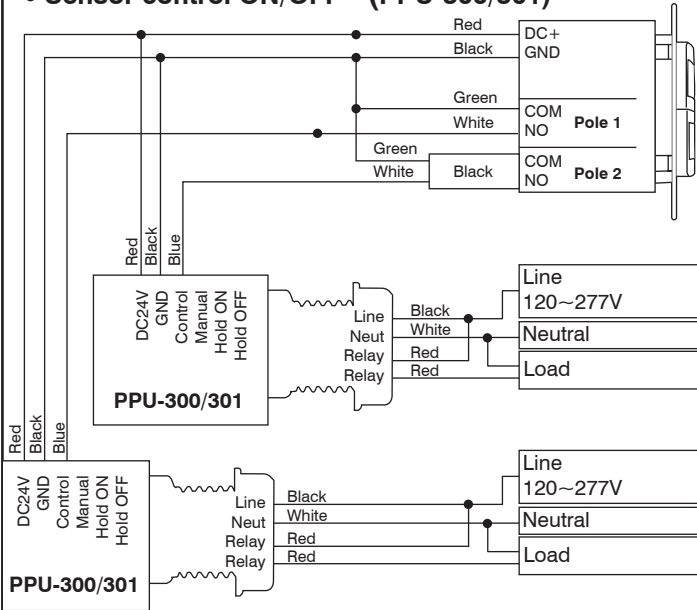 • Sensor control ON/OFF (PPU-300/301)
Red
DC+
Black
GND
Green
COM
White
NO
Pole 1
Green
COM
White
Black
NO
Pole 2
Red
Black
Blue
DC24V
GND
Control
Manual
Hold ON
Hold OFF
PPU-300/301
Line
Neut
Relay
Relay
Black
White
Red
Red
Line
120~277V
Neutral
Load
Red
Black
Blue
DC24V
GND
Control
Manual
Hold ON
Hold OFF
PPU-300/301
Line
Neut
Relay
Relay
Black
White
Red
Red
Line
120~277V
Neutral
Load